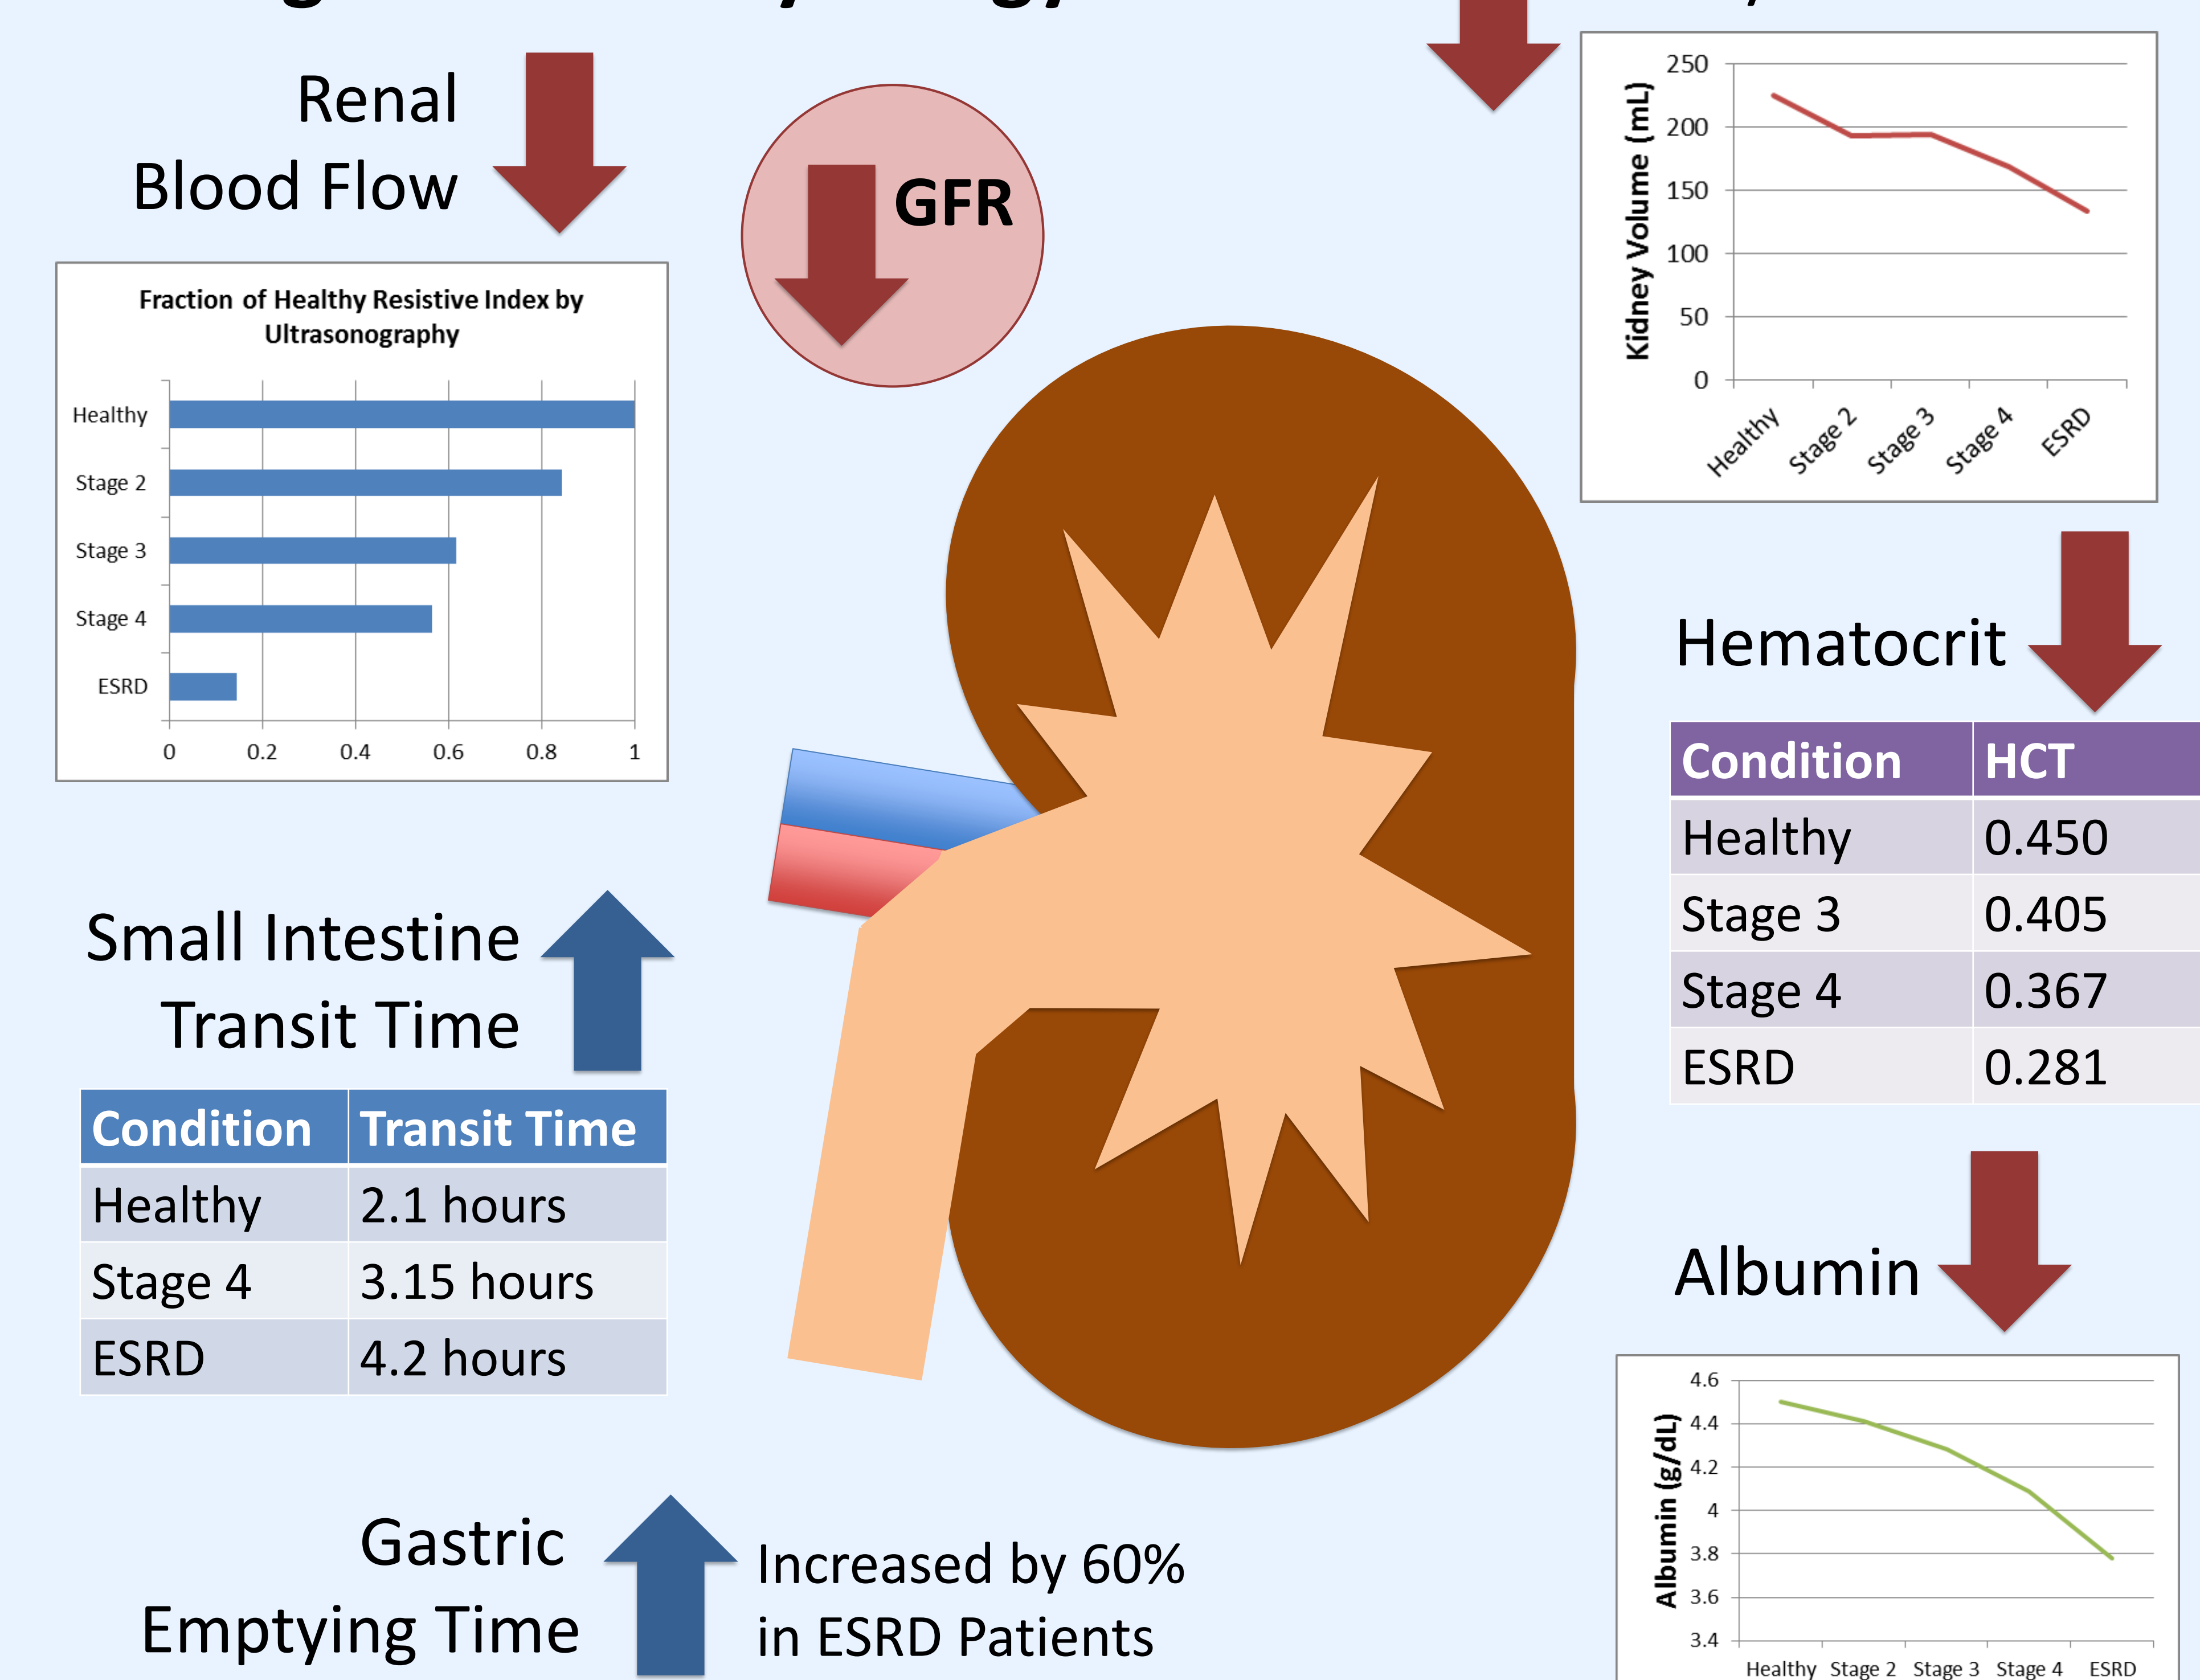 Renal
Blood Flow
GFR
Fraction of Healthy Resistive Index by
Ultrasonography
Healthy
Stage 2
Stage 3
Stage 4
ESRD
0 0.2 0.4 0.6 0.8 1
Kidney Volume (mL)
250
200
150
100
50
0
Healthy Stage 2 Stage 3 Stage 4 ESRD
Hematocrit
Condition HCT
Healthy 0.450
Stage 3 0.405
Stage 4 0.367
ESRD 0.281
Small Intestine
Transit Time
Condition Transit Time
Healthy 2.1 hours
Stage 4 3.15 hours
ESRD 4.2 hours
Albumin
Albumin (g/dL)
4.6
4.4
4.2
4
3.8
3.6
3.4
Healthy Stage 2 Stage 3 Stage 4 ESRD
Gastric
Emptying Time
Increased by 60%
in ESRD Patients